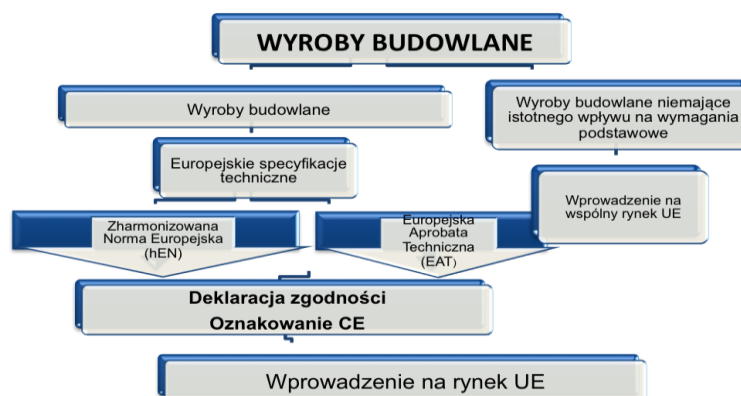 WYROBY BUDOWLANE
Wyroby budowlane
Wyroby budowlane niemające
istotnego wpływu na wymagania
podstawowe
Europejskie specyfikacje
techniczne
Wprowadzenie na
wspólny rynek UE
Zharmonizowana
Norma Europejska
(hEN)
Europejska
Aprobata
Techniczna
(EAT)
Deklaracja zgodności
Oznakowanie CE
Wprowadzenie na rynek UE